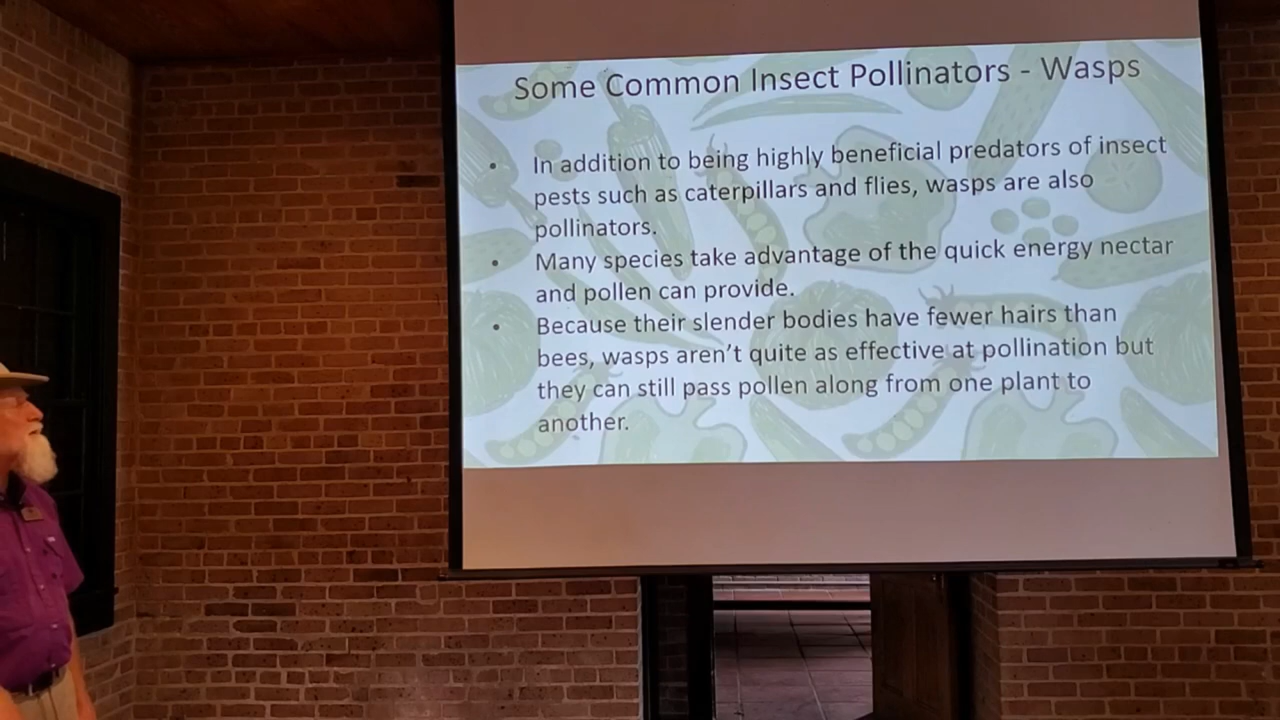 Some Common Insect Pollinators - Wasps
• In addition to being highly beneficial predators of insect
pests such as caterpillars and flies, wasps are also
pollinators.
• Many species take advantage of the quick energy nectar
and pollen can provide.
• Because their slender bodies have fewer hairs than
bees, wasps aren't quite as effective at pollination but
they can still pass pollen along from one plant to
another.